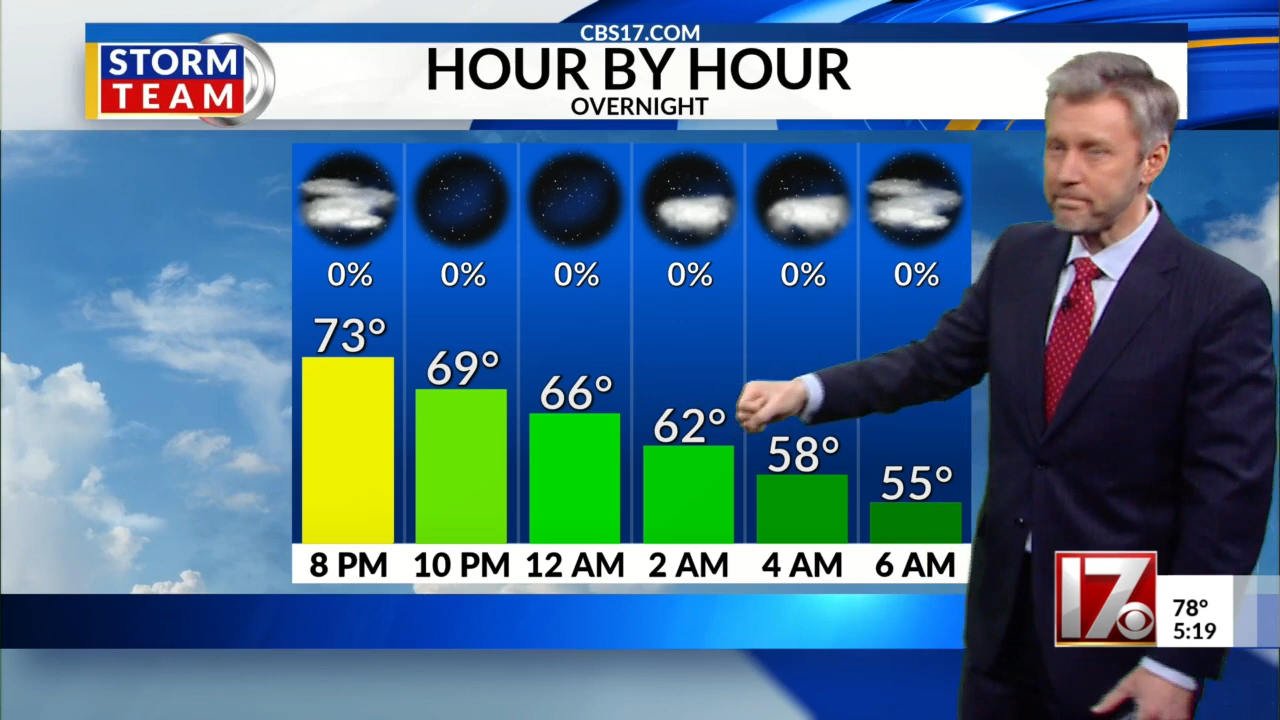 CBS17.COM
STORM
TEAM
HOUR BY HOUR
OVERNIGHT
0% 0% 0% 0% 0% 0%
73° 69° 66° 62° 58° 55°
8 PM 10 PM 12 AM 2 AM 4 AM 6 AM
17
78°
5:19